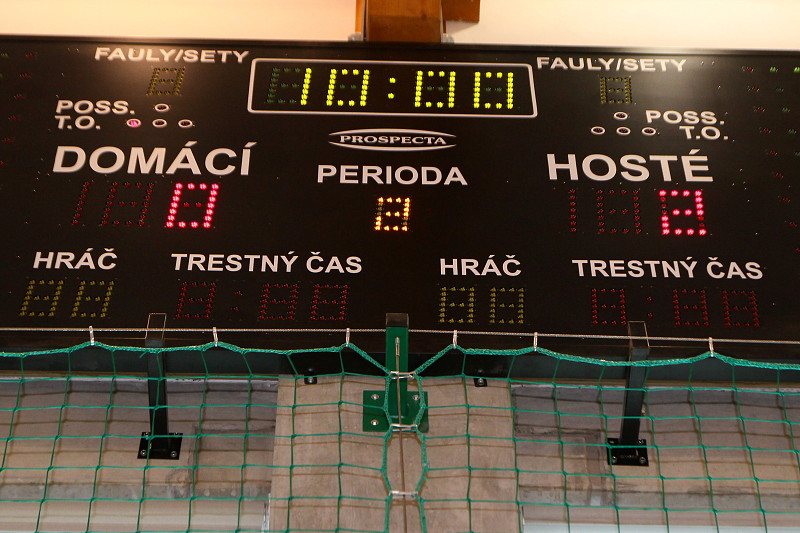 FAULY/SETY 10:00 FAULY/SETY
POSS. POSS.
T.O. T.O.
PROSPECTA
DOMÁCÍ PERIODA HOSTÉ
0 2 2
HRÁČ TRESTNÝ ČAS HRÁČ TRESTNÝ ČAS